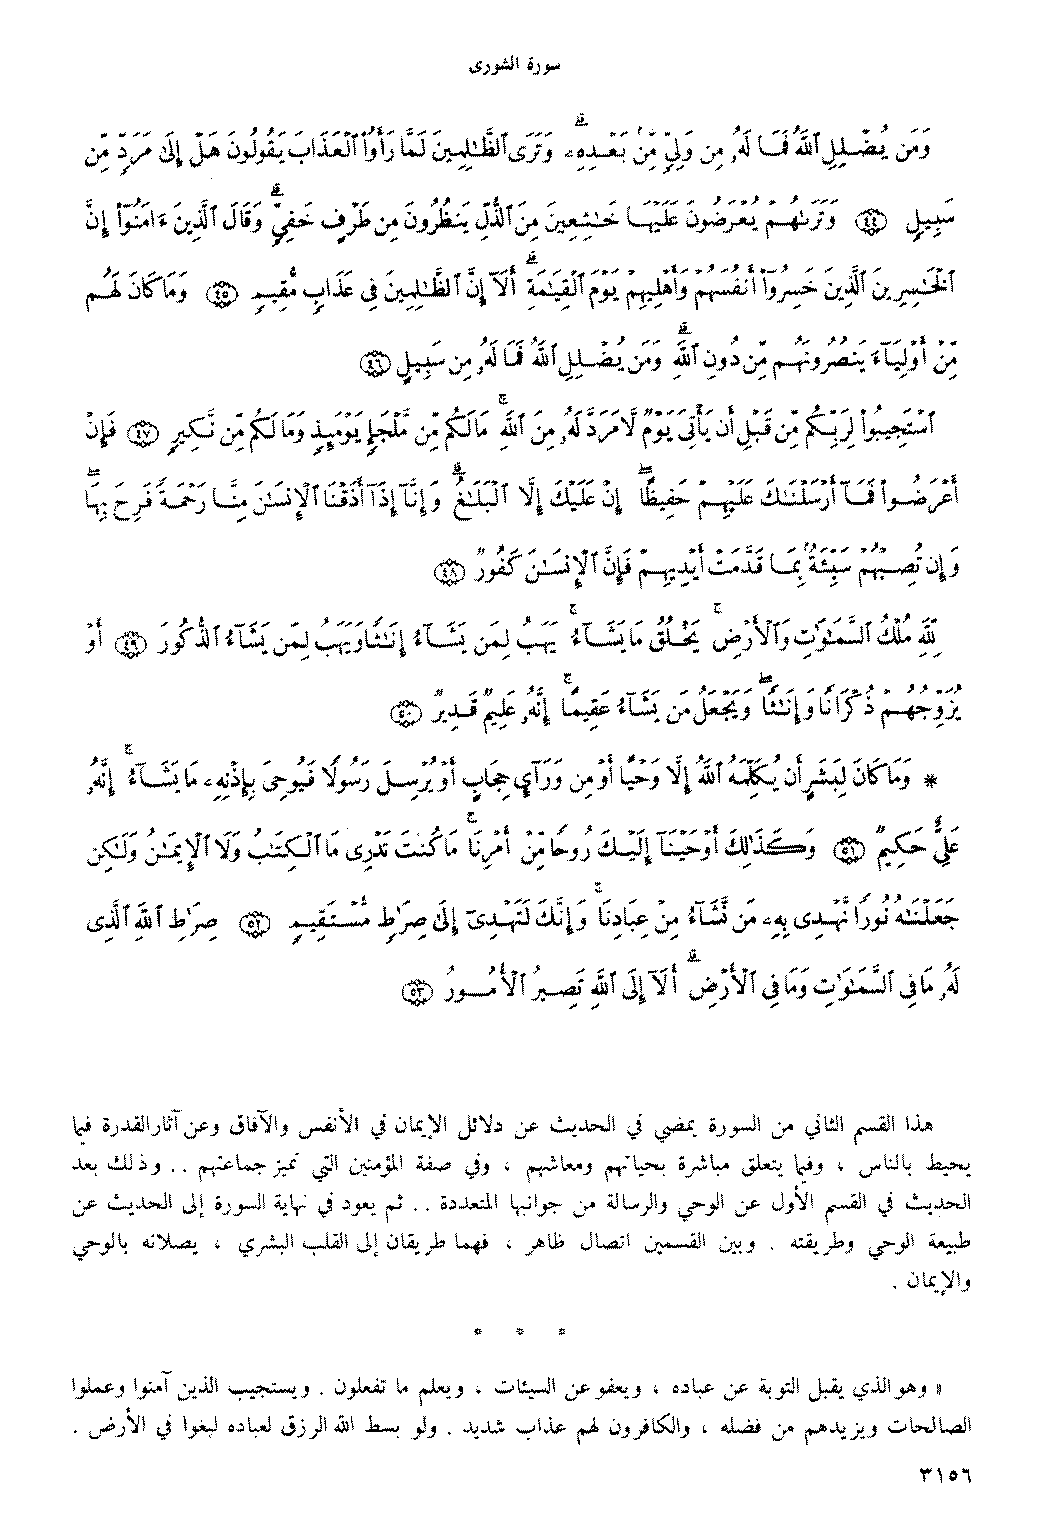 سورة الشورى
وَمَن يُضْلِلِ ٱللَّهُ فَمَا لَهُۥ مِن وَلِىٍّ مِّنۢ بَعْدِهِۦ ۗ وَتَرَى ٱلظَّـٰلِمِينَ لَمَّا رَأَوُا۟ ٱلْعَذَابَ يَقُولُونَ هَلْ إِلَىٰ مَرَدٍّ مِّن
سَبِيلٍ ﴿٤٤﴾ وَتَرَىٰهُمْ يُعْرَضُونَ عَلَيْهَا خَـٰشِعِينَ مِنَ ٱلذُّلِّ يَنظُرُونَ مِن طَرْفٍ خَفِىٍّ ۗ وَقَالَ ٱلَّذِينَ ءَامَنُوٓا۟ إِنَّ
ٱلْخَـٰسِرِينَ ٱلَّذِينَ خَسِرُوٓا۟ أَنفُسَهُمْ وَأَهْلِيهِمْ يَوْمَ ٱلْقِيَـٰمَةِ ۗ أَلَآ إِنَّ ٱلظَّـٰلِمِينَ فِى عَذَابٍ مُّقِيمٍ ﴿٤٥﴾ وَمَا كَانَ لَهُم
مِّنْ أَوْلِيَآءَ يَنصُرُونَهُم مِّن دُونِ ٱللَّهِ ۗ وَمَن يُضْلِلِ ٱللَّهُ فَمَا لَهُۥ مِن سَبِيلٍ ﴿٤٦﴾
ٱسْتَجِيبُوا۟ لِرَبِّكُم مِّن قَبْلِ أَن يَأْتِىَ يَوْمٌ لَّا مَرَدَّ لَهُۥ مِنَ ٱللَّهِ ۚ مَا لَكُم مِّن مَّلْجَإٍ يَوْمَئِذٍ وَمَا لَكُم مِّن نَّكِيرٍ ﴿٤٧﴾ فَإِنْ
أَعْرَضُوا۟ فَمَآ أَرْسَلْنَـٰكَ عَلَيْهِمْ حَفِيظًا ۖ إِنْ عَلَيْكَ إِلَّا ٱلْبَلَـٰغُ ۗ وَإِنَّآ إِذَآ أَذَقْنَا ٱلْإِنسَـٰنَ مِنَّا رَحْمَةً فَرِحَ بِهَا ۖ
وَإِن تُصِبْهُمْ سَيِّئَةٌۢ بِمَا قَدَّمَتْ أَيْدِيهِمْ فَإِنَّ ٱلْإِنسَـٰنَ كَفُورٌ ﴿٤٨﴾
لِّلَّهِ مُلْكُ ٱلسَّمَـٰوَٰتِ وَٱلْأَرْضِ ۚ يَخْلُقُ مَا يَشَآءُ ۚ يَهَبُ لِمَن يَشَآءُ إِنَـٰثًا وَيَهَبُ لِمَن يَشَآءُ ٱلذُّكُورَ ﴿٤٩﴾ أَوْ
يُزَوِّجُهُمْ ذُكْرَانًا وَإِنَـٰثًا ۖ وَيَجْعَلُ مَن يَشَآءُ عَقِيمًا ۚ إِنَّهُۥ عَلِيمٌ قَدِيرٌ ﴿٥٠﴾
* وَمَا كَانَ لِبَشَرٍ أَن يُكَلِّمَهُ ٱللَّهُ إِلَّا وَحْيًا أَوْ مِن وَرَآئِ حِجَابٍ أَوْ يُرْسِلَ رَسُولًا فَيُوحِىَ بِإِذْنِهِۦ مَا يَشَآءُ ۚ إِنَّهُۥ
عَلِىٌّ حَكِيمٌ ﴿٥١﴾ وَكَذَٰلِكَ أَوْحَيْنَآ إِلَيْكَ رُوحًا مِّنْ أَمْرِنَا ۚ مَا كُنتَ تَدْرِى مَا ٱلْكِتَـٰبُ وَلَا ٱلْإِيمَـٰنُ وَلَـٰكِن
جَعَلْنَـٰهُ نُورًا نَّهْدِى بِهِۦ مَن نَّشَآءُ مِنْ عِبَادِنَا ۚ وَإِنَّكَ لَتَهْدِىٓ إِلَىٰ صِرَٰطٍ مُّسْتَقِيمٍ ﴿٥٢﴾ صِرَٰطِ ٱللَّهِ ٱلَّذِى
لَهُۥ مَا فِى ٱلسَّمَـٰوَٰتِ وَمَا فِى ٱلْأَرْضِ ۗ أَلَآ إِلَى ٱللَّهِ تَصِيرُ ٱلْأُمُورُ ﴿٥٣﴾
هذا القسم الثاني من السورة يمضي في الحديث عن دلائل الإيمان في الأنفس والآفاق وعن آثار القدرة فيما
يحيط بالناس ، وفيما يتعلق مباشرة بحياتهم ومعاشهم ، وفي صفة المؤمنين التي تميز جماعتهم .. وذلك بعد
الحديث في القسم الأول عن الوحي والرسالة من جوانبها المتعددة .. ثم يعود في نهاية السورة إلى الحديث عن
طبيعة الوحي وطريقته . وبين القسمين اتصال ظاهر ، فهما طريقان إلى القلب البشري ، يصلانه بالوحي
والإيمان .
* * *
« وهو الذي يقبل التوبة عن عباده ، ويعفو عن السيئات ، ويعلم ما تفعلون . ويستجيب الذين آمنوا وعملوا
الصالحات ويزيدهم من فضله ، والكافرون لهم عذاب شديد . ولو بسط الله الرزق لعباده لبغوا في الأرض .
٣١٥٦